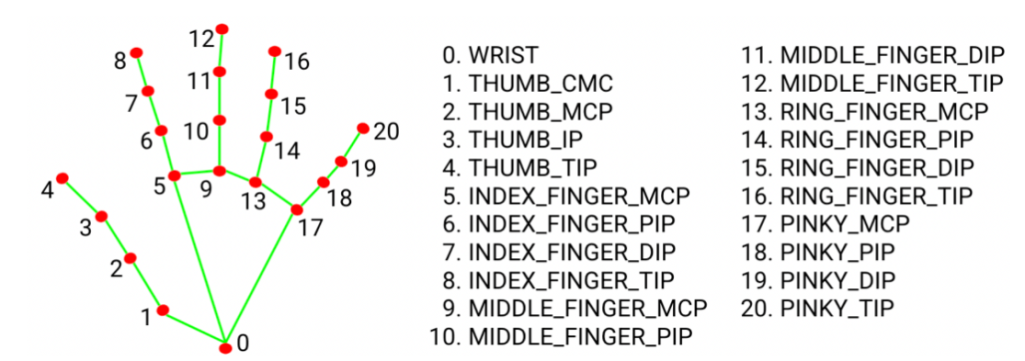 12
8
16
11
7
15
10
20
6
14
19
4
5
9
13
18
3
17
2
1
0
0. WRIST
1. THUMB_CMC
2. THUMB_MCP
3. THUMB_IP
4. THUMB_TIP
5. INDEX_FINGER_MCP
6. INDEX_FINGER_PIP
7. INDEX_FINGER_DIP
8. INDEX_FINGER_TIP
9. MIDDLE_FINGER_MCP
10. MIDDLE_FINGER_PIP
11. MIDDLE_FINGER_DIP
12. MIDDLE_FINGER_TIP
13. RING_FINGER_MCP
14. RING_FINGER_PIP
15. RING_FINGER_DIP
16. RING_FINGER_TIP
17. PINKY_MCP
18. PINKY_PIP
19. PINKY_DIP
20. PINKY_TIP